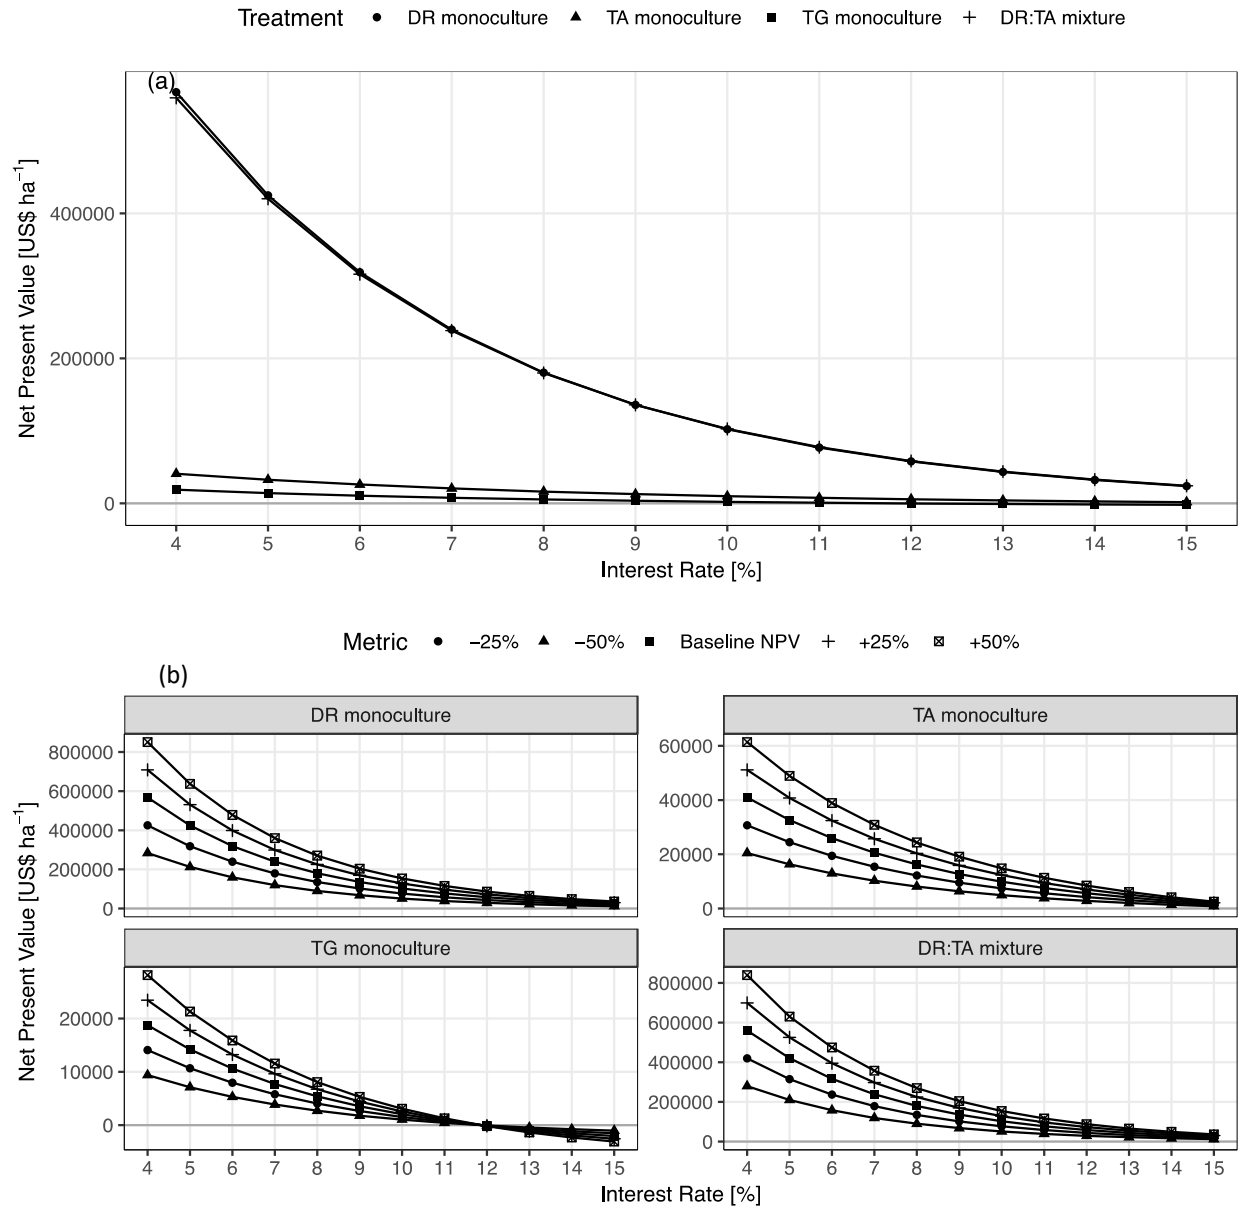 Treatment DR monoculture TA monoculture TG monoculture DR:TA mixture
(a)
Net Present Value [US$ ha⁻¹]
400000
200000
0
4 5 6 7 8 9 10 11 12 13 14 15
Interest Rate [%]
Metric −25% −50% Baseline NPV +25% +50%
(b)
Net Present Value [US$ ha⁻¹]
DR monoculture
800000
600000
400000
200000
0
TA monoculture
60000
40000
20000
0
TG monoculture
20000
10000
0
4 5 6 7 8 9 10 11 12 13 14 15
DR:TA mixture
800000
600000
400000
200000
0
4 5 6 7 8 9 10 11 12 13 14 15
Interest Rate [%]